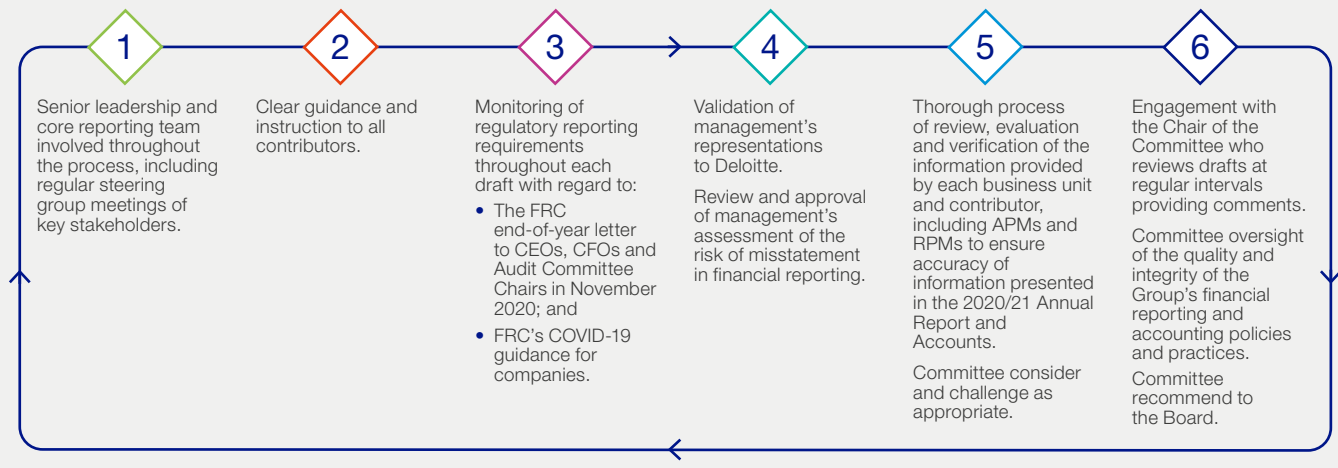 1
Senior leadership and
core reporting team
involved throughout
the process, including
regular steering
group meetings of
key stakeholders.
2
Clear guidance and
instruction to all
contributors.
3
Monitoring of
regulatory reporting
requirements
throughout each
draft with regard to:
• The FRC
end-of-year letter
to CEOs, CFOs and
Audit Committee
Chairs in November
2020; and
• FRC's COVID-19
guidance for
companies.
4
Validation of
management's
representations
to Deloitte.
Review and approval
of management's
assessment of the
risk of misstatement
in financial reporting.
5
Thorough process
of review, evaluation
and verification of the
information provided
by each business unit
and contributor,
including APMs and
RPMs to ensure
accuracy of
information presented
in the 2020/21 Annual
Report and
Accounts.
Committee consider
and challenge as
appropriate.
6
Engagement with
the Chair of the
Committee who
reviews drafts at
regular intervals
providing comments.
Committee oversight
of the quality and
integrity of the
Group's financial
reporting and
accounting policies
and practices.
Committee
recommend to
the Board.